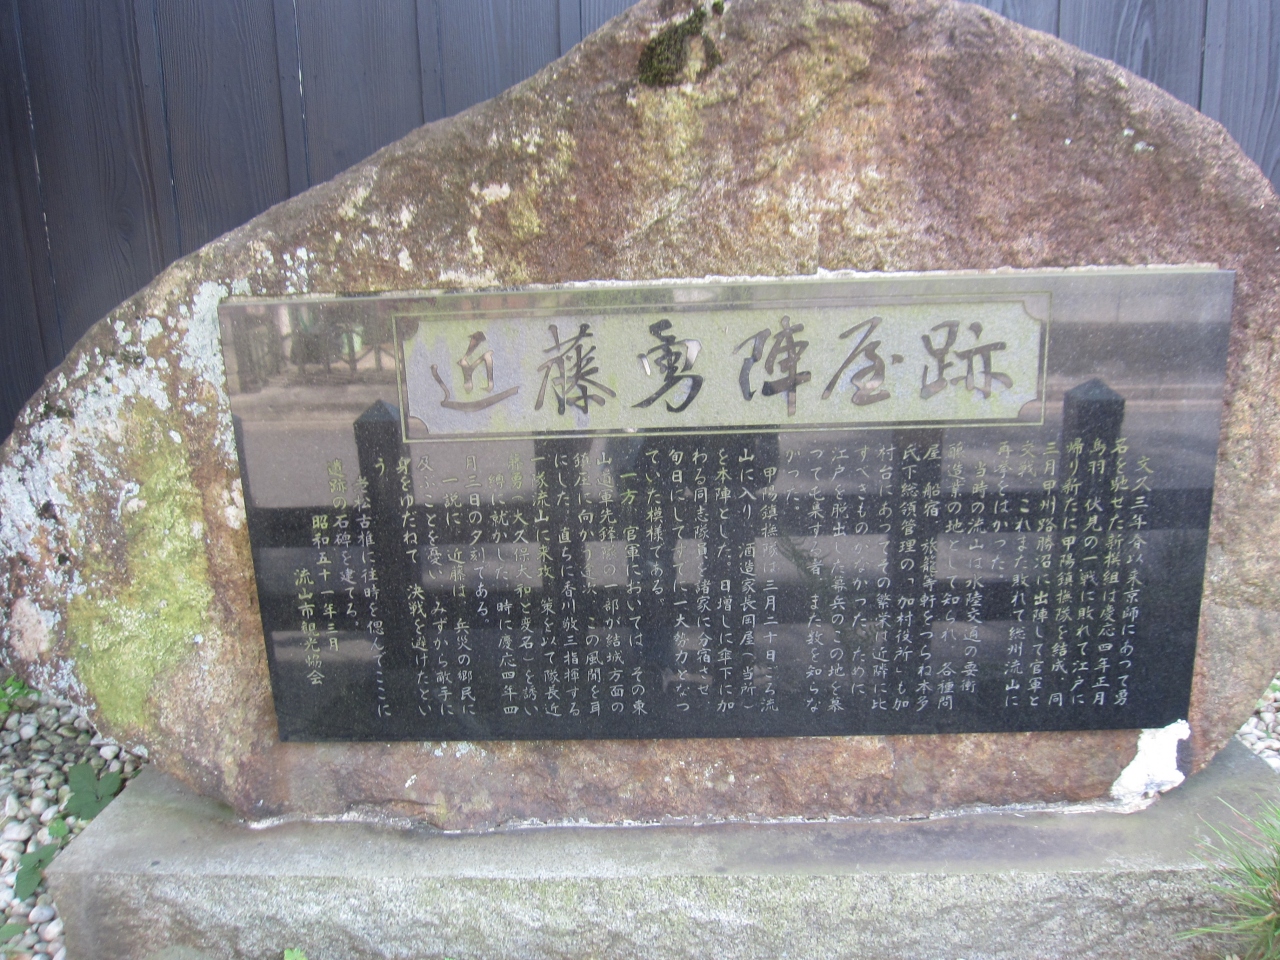 近藤勇陣屋跡
文久三年春以来京師にあって勇
名を馳せた新撰組は慶応四年正月
鳥羽、伏見の一戦に敗れて江戸に
帰り新たに甲陽鎮撫隊を結成、同
三月甲州路勝沼に出陣して官軍と
交戦、これまた敗れて総州流山に
再挙をはかった。
当時の流山は水陸交通の要衝
醸造業の地として知られ、各種問
屋、船宿、旅籠等軒をつらね本多
氏下総領管理の「加村役所」も加
村台にあってその繁栄は近隣に比
すべきものがなかった。ために
江戸を脱出した幕兵のこの地を慕
って屯集する者もまた数を知らな
かった。
甲陽鎮撫隊は三月二十日ごろ流
山に入り、酒造家長岡屋(当所)
を本陣とした。日増しに傘下に加
わる同志隊員を諸家に分宿させ、
旬日にしてすでに一大勢力となっ
ていた模様である。
一方、官軍においては、その東
山道軍先鋒隊の一部が結城方面の
鎮圧に向かう途次、この風聞を耳
にした。直ちに香川敬三指揮する
一隊流山に来攻、策を以て隊長近
藤勇(大久保大和と変名)を誘い
縛に就かした。時に慶応四年四
月三日の夕刻である。
一説に、近藤は、兵災の郷民に
及ぶことを憂い、みずから敵手に
身をゆだねて、決戦を避けたとい
う。
老松古椎に往時を偲んでここに
遺跡の石碑を建てる。
昭和五十一年三月
流山市観光協会